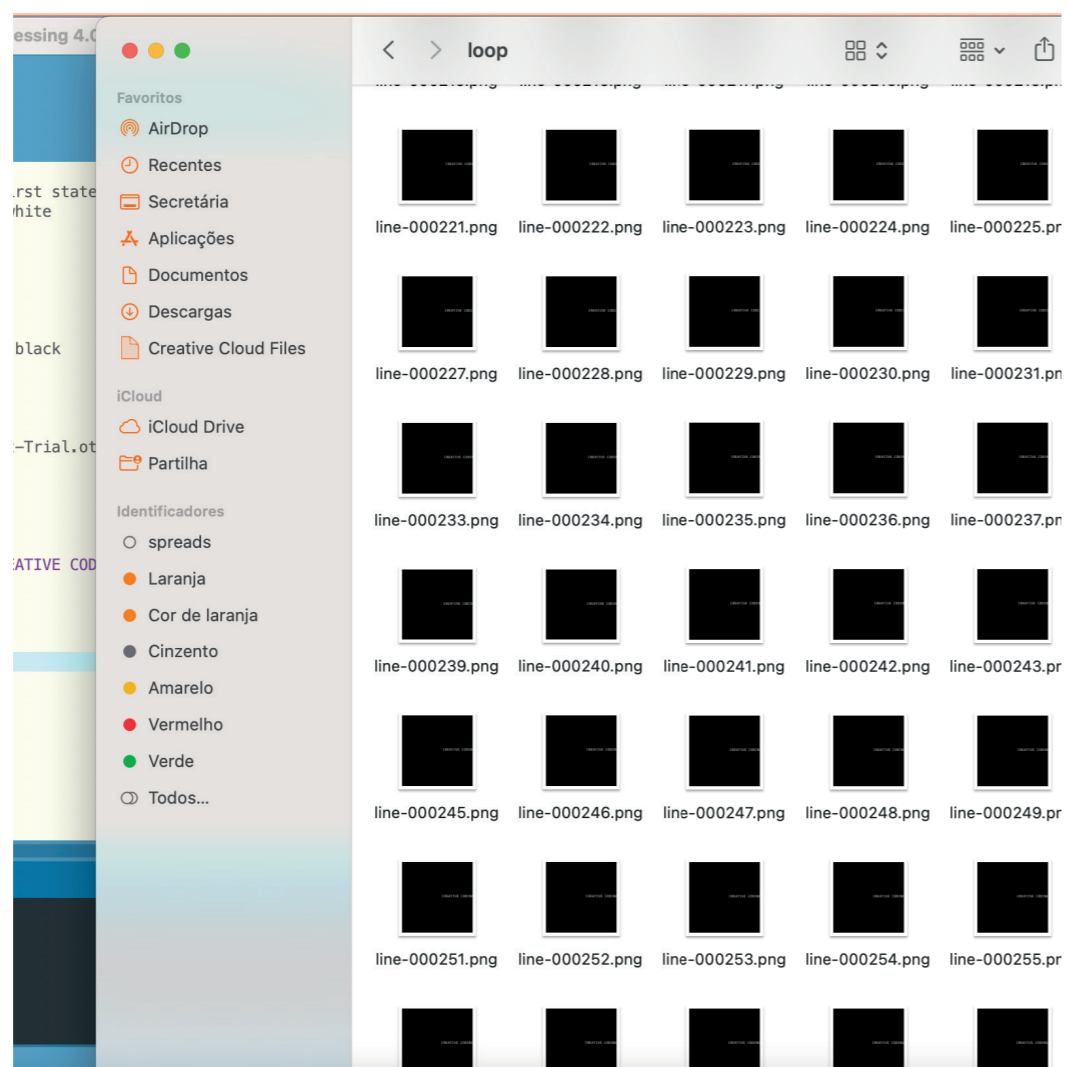 essing 4.0
rst state
white
black
-Trial.ot
ATIVE COD
Favoritos
AirDrop
Recentes
Secretária
Aplicações
Documentos
Descargas
Creative Cloud Files
iCloud
iCloud Drive
Partilha
Identificadores
spreads
Laranja
Cor de laranja
Cinzento
Amarelo
Vermelho
Verde
Todos...
loop
line-000221.png line-000222.png line-000223.png line-000224.png line-000225.pr
line-000227.png line-000228.png line-000229.png line-000230.png line-000231.pn
line-000233.png line-000234.png line-000235.png line-000236.png line-000237.pn
line-000239.png line-000240.png line-000241.png line-000242.png line-000243.pr
line-000245.png line-000246.png line-000247.png line-000248.png line-000249.pr
line-000251.png line-000252.png line-000253.png line-000254.png line-000255.pr